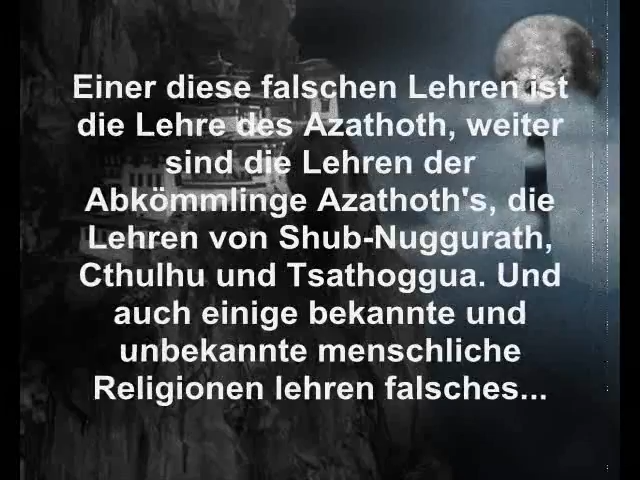 Einer diese falschen Lehren ist
die Lehre des Azathoth, weiter
sind die Lehren der
Abkömmlinge Azathoth's, die
Lehren von Shub-Nuggurath,
Cthulhu und Tsathoggua. Und
auch einige bekannte und
unbekannte menschliche
Religionen lehren falsches...